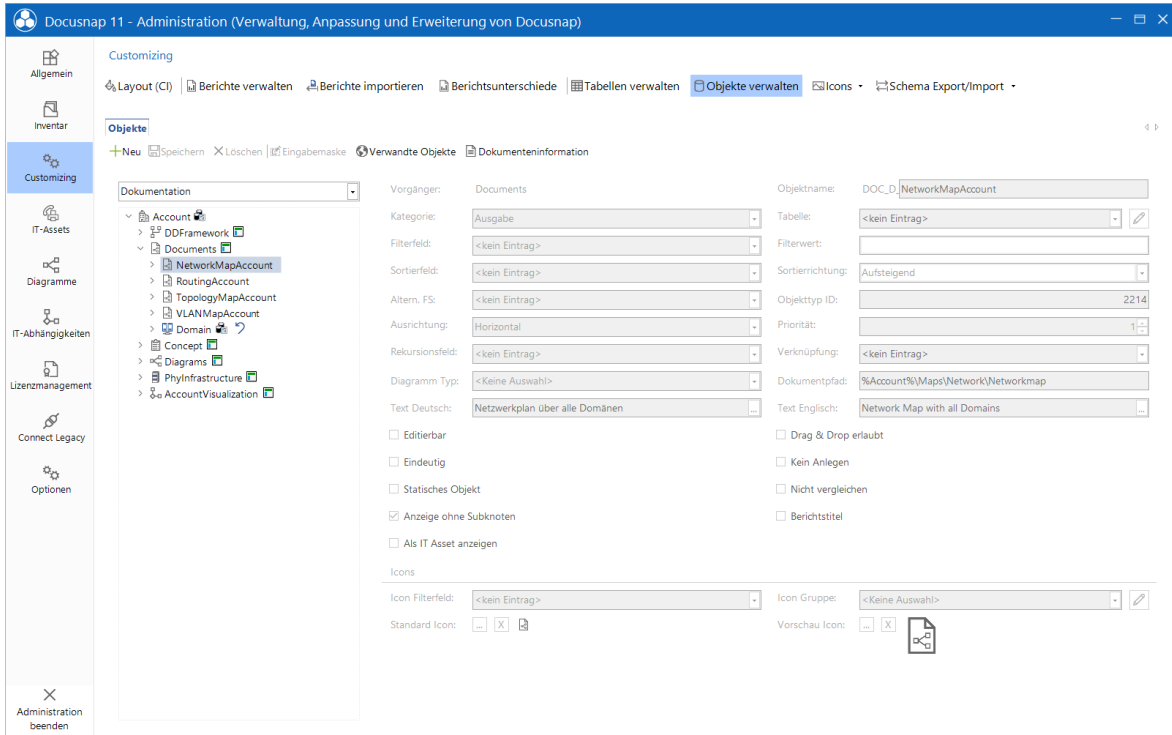 Docusnap 11 - Administration (Verwaltung, Anpassung und Erweiterung von Docusnap)
Allgemein
Inventar
Customizing
IT-Assets
Diagramme
IT-Abhängigkeiten
Lizenzmanagement
Connect Legacy
Optionen
Administration
beenden
Customizing
Layout (CI) Berichte verwalten Berichte importieren Berichtsunterschiede Tabellen verwalten Objekte verwalten Icons Schema Export/Import
Objekte
Neu Speichern Löschen Eingabemaske Verwandte Objekte Dokumenteninformation
Dokumentation
Account
DDFramework
Documents
NetworkMapAccount
RoutingAccount
TopologyMapAccount
VLANMapAccount
Domain
Concept
Diagrams
PhyInfrastructure
AccountVisualization
Vorgänger: Documents Objektname: DOC_D_ NetworkMapAccount
Kategorie: Ausgabe Tabelle: <kein Eintrag>
Filterfeld: <kein Eintrag> Filterwert:
Sortierfeld: <kein Eintrag> Sortierrichtung: Aufsteigend
Altern. FS: <kein Eintrag> Objekttyp ID: 2214
Ausrichtung: Horizontal Priorität: 1
Rekursionsfeld: <kein Eintrag> Verknüpfung: <kein Eintrag>
Diagramm Typ: <Keine Auswahl> Dokumentpfad: %Account%\Maps\Network\Networkmap
Text Deutsch: Netzwerkplan über alle Domänen ... Text Englisch: Network Map with all Domains ...
Editierbar Drag & Drop erlaubt
Eindeutig Kein Anlegen
Statisches Objekt Nicht vergleichen
Anzeige ohne Subknoten Berichtstitel
Als IT Asset anzeigen
Icons
Icon Filterfeld: <kein Eintrag> Icon Gruppe: <Keine Auswahl>
Standard Icon: ... X Vorschau Icon: ... X